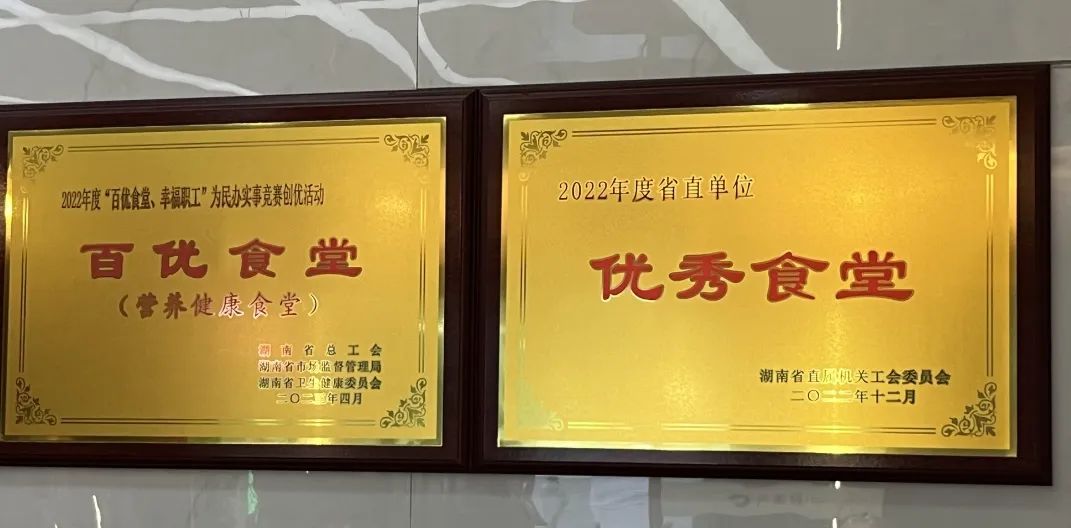 2022年度“百优食堂、幸福职工”为民办实事竞赛创优活动
百优食堂
（营养健康食堂）
湖南省总工会
湖南省市场监督管理局
湖南省卫生健康委员会
二〇二 年四月
2022年度省直单位
优秀食堂
湖南省直属机关工会委员会
二〇二二年十二月